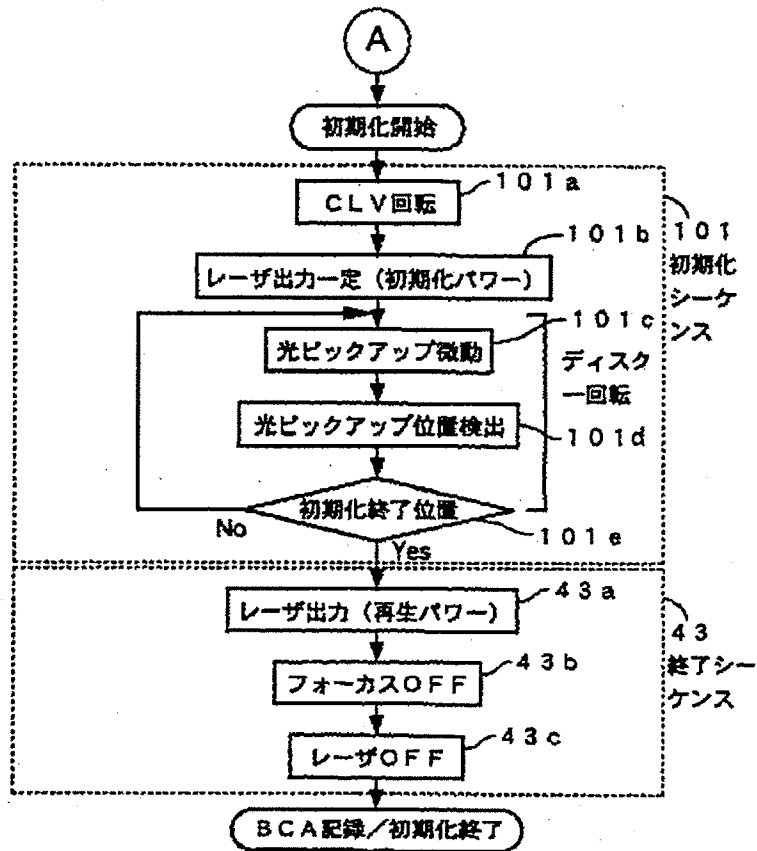 A
初期化開始
CLV回転
101a
レーザ出力一定（初期化パワー）
101b
101
初期化
シーケ
ンス
光ピックアップ微動
101c
ディスク
一回転
光ピックアップ位置検出
101d
初期化終了位置
101e
No
Yes
レーザ出力（再生パワー）
43a
43
終了シー
ケンス
フォーカスOFF
43b
レーザOFF
43c
BCA記録／初期化終了